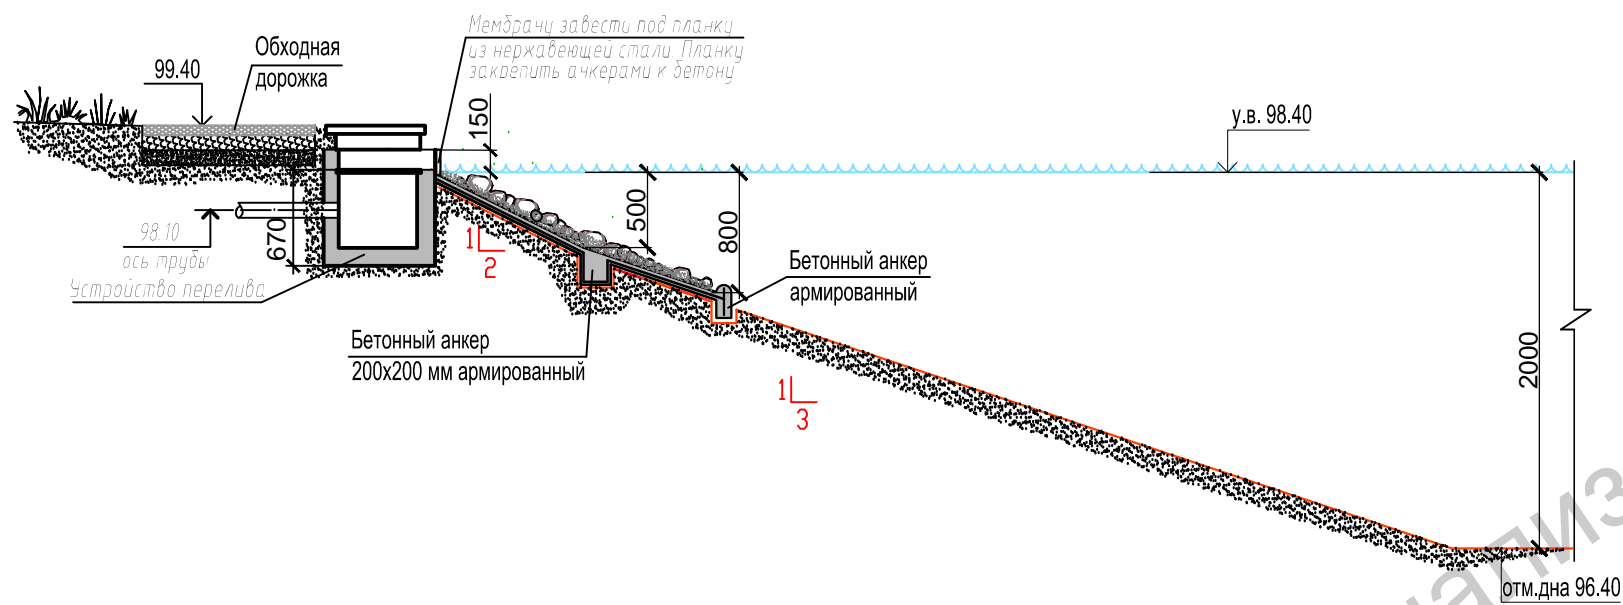 Мембрачу завести под планку
из нержавеющей стали. Планку
закрепить ачкерами к бетону
Обходная
дорожка
99.40
150
у.в. 98.40
500
800
670
98.10
ось трубы
Устройство перелива
1
2
Бетонный анкер
армированный
Бетонный анкер
200х200 мм армированный
1
3
2000
отм.дна 96.40